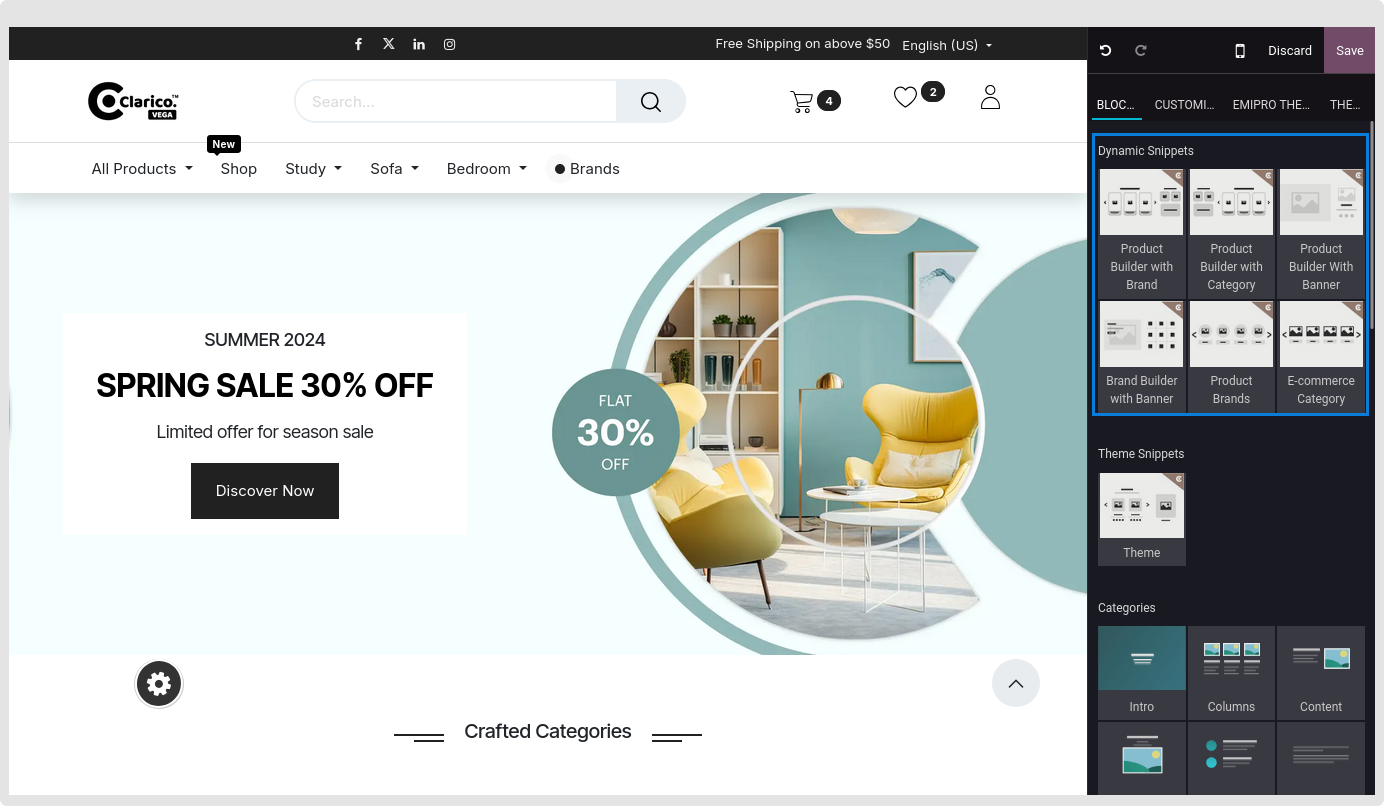 Free Shipping on above $50 English (US)
Discard Save
Clarico.™
VEGA
Search...
4
2
BLOC... CUSTOMI... EMIPRO THE... THE...
New
All Products Shop Study Sofa Bedroom Brands
SUMMER 2024
SPRING SALE 30% OFF
Limited offer for season sale
Discover Now
FLAT
30%
OFF
Crafted Categories
Dynamic Snippets
Product
Builder with
Brand
Product
Builder with
Category
Product
Builder With
Banner
Brand Builder
with Banner
Product
Brands
E-commerce
Category
Theme Snippets
Theme
Categories
Intro
Columns
Content